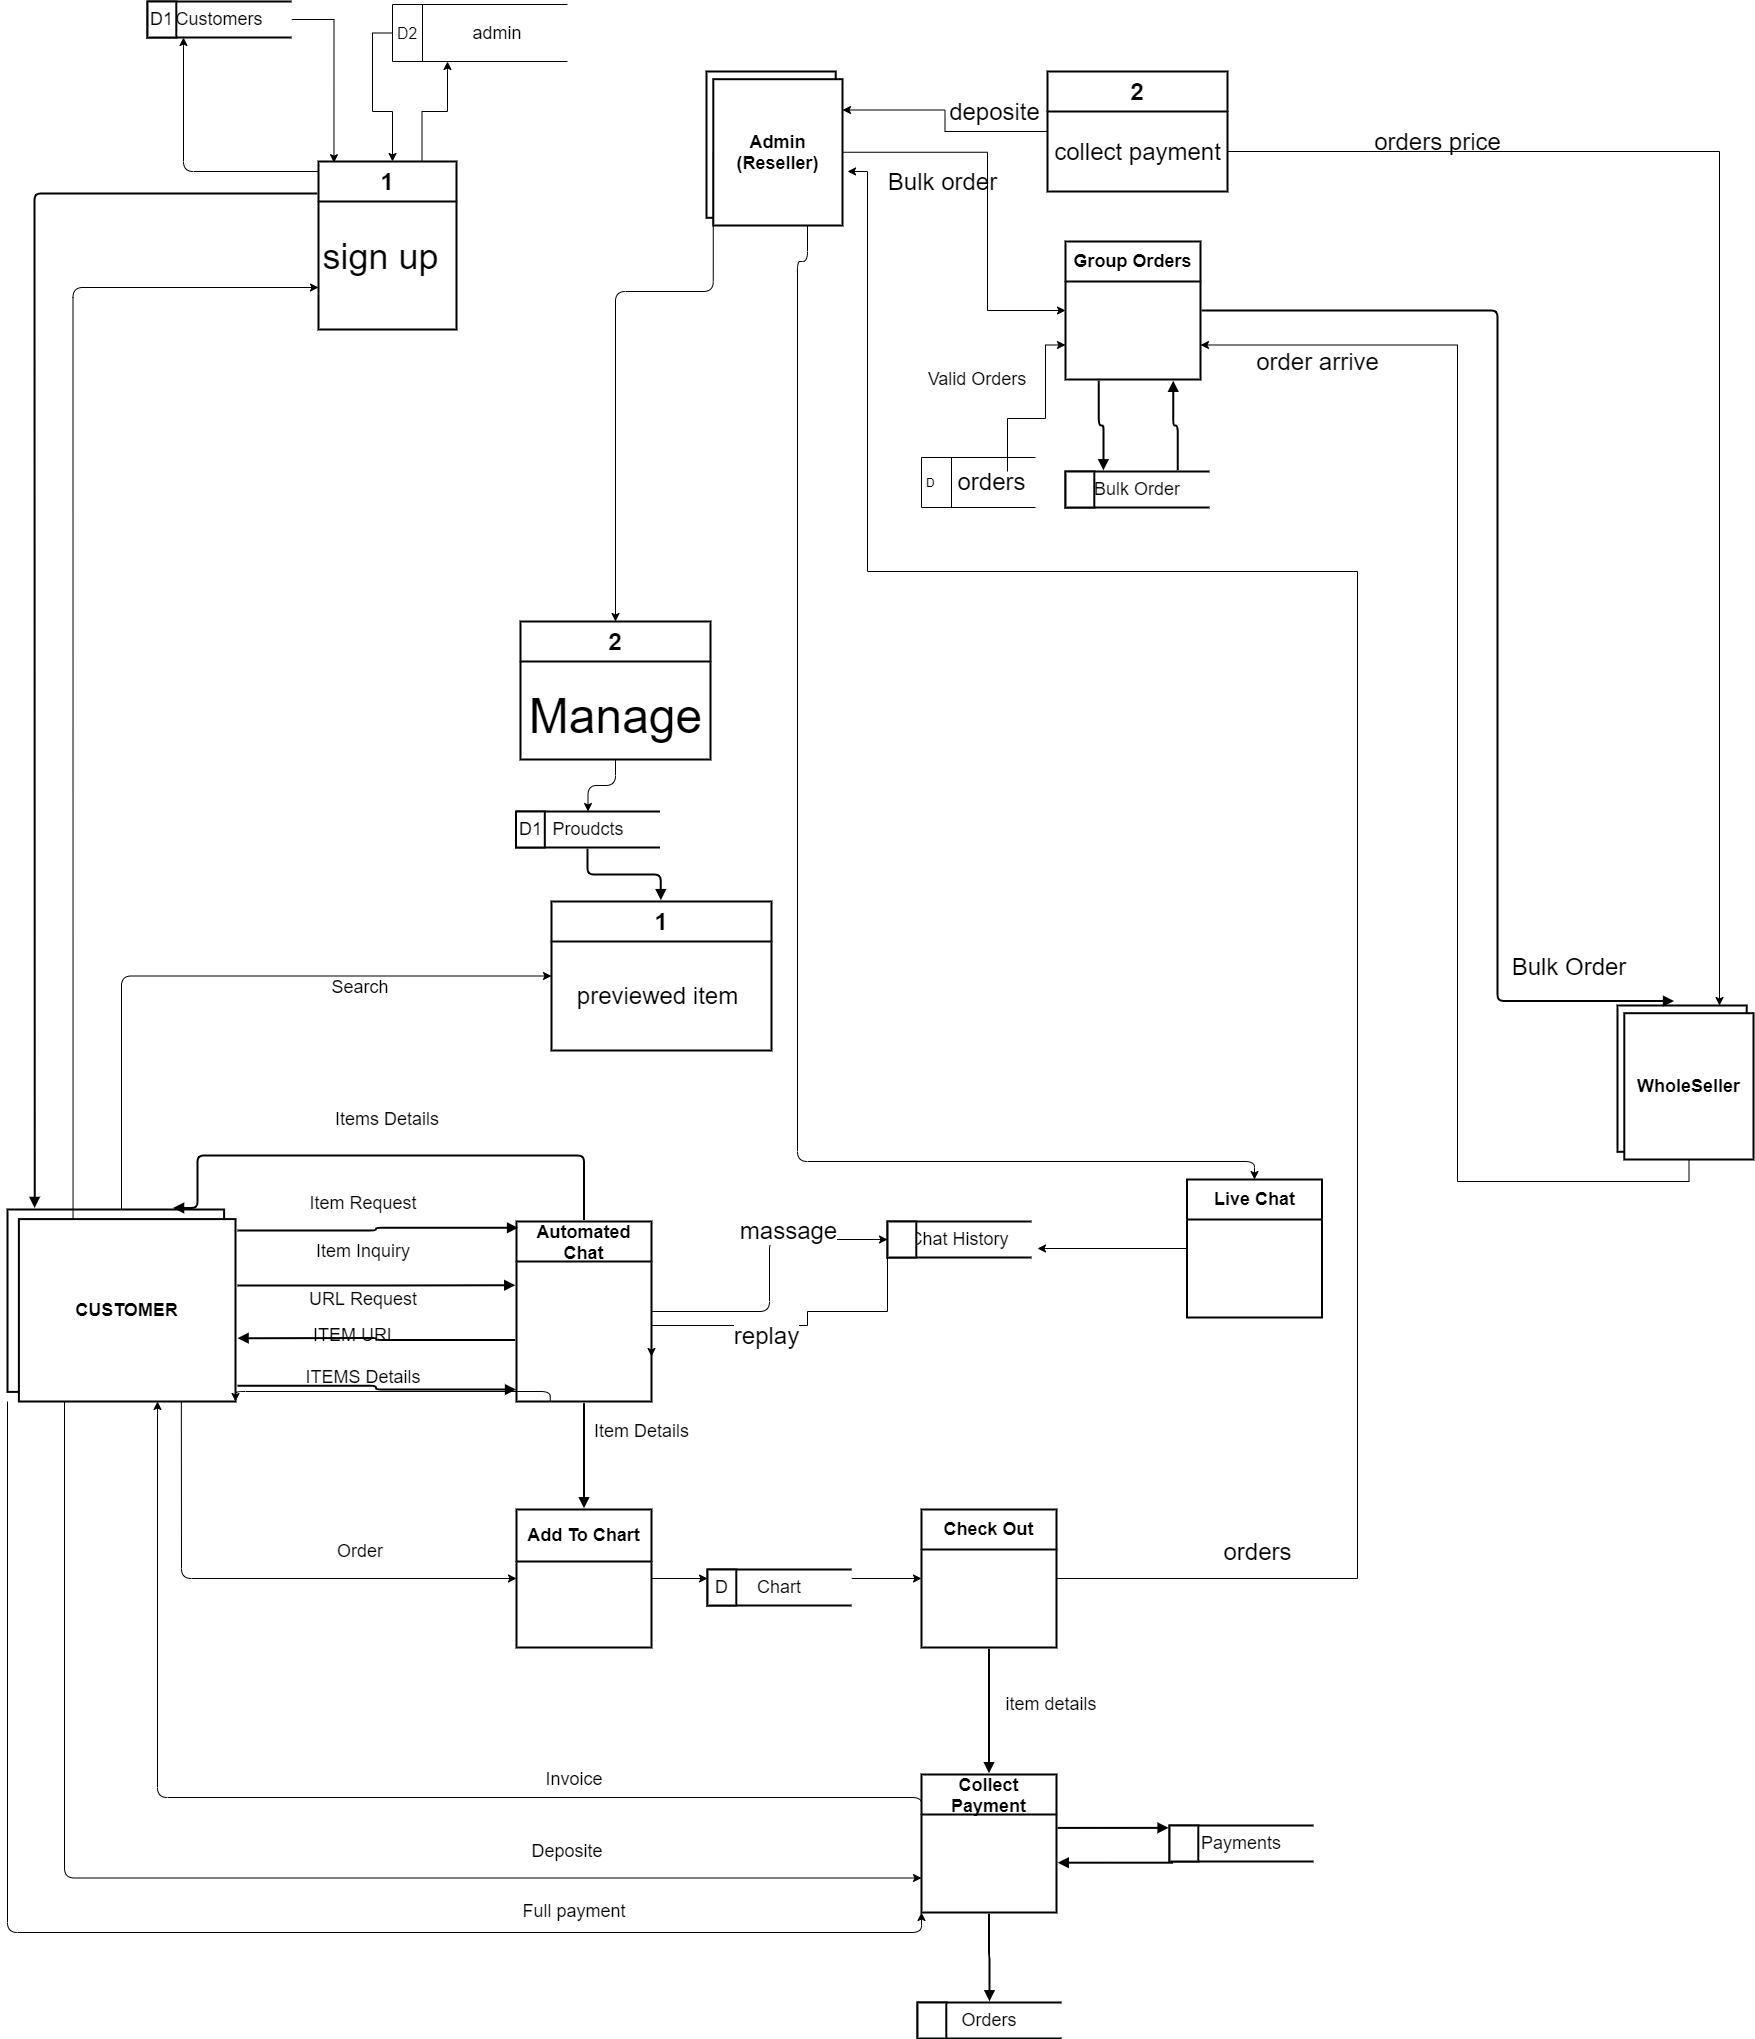 D1 Customers
D2 admin
1
sign up
Admin
(Reseller)
deposite
2
collect payment
orders price
Bulk order
Group Orders
order arrive
Valid Orders
D orders
Bulk Order
2
Manage
D1 Proudcts
1
previewed item
Search
Bulk Order
WholeSeller
Items Details
Item Request
Item Inquiry
URL Request
ITEM URL
ITEMS Details
CUSTOMER
Automated
Chat
massage
replay
Chat History
Live Chat
Item Details
Order
Add To Chart
D Chart
Check Out
orders
item details
Invoice
Deposite
Full payment
Collect
Payment
Payments
Orders